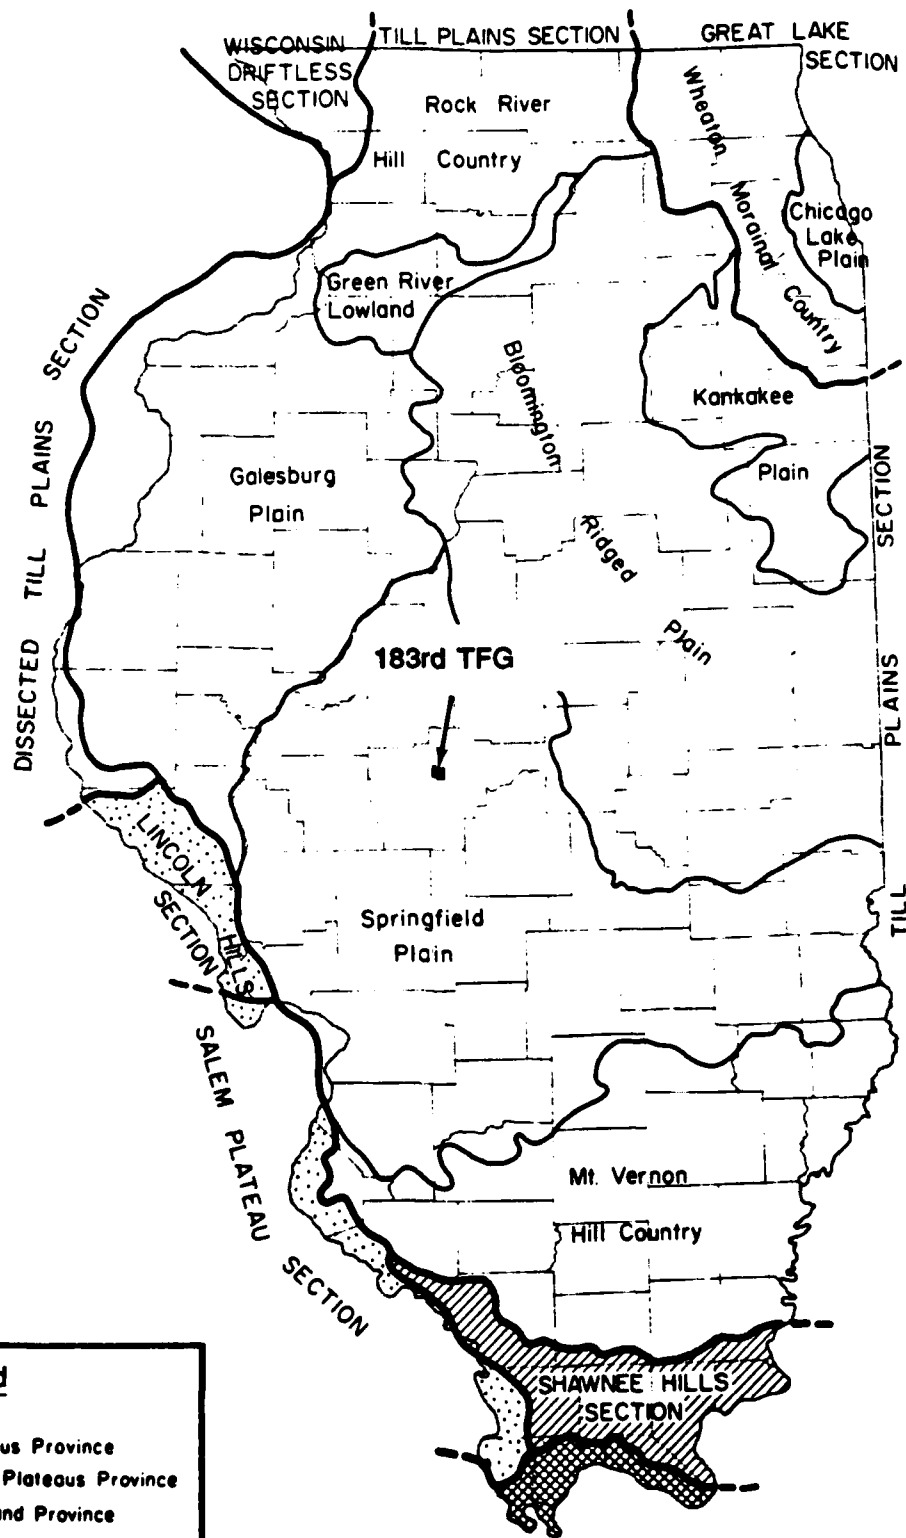 WISCONSIN
DRIFTLESS
SECTION
TILL PLAINS SECTION
GREAT LAKE
SECTION
Rock River
Hill Country
Wheaton
Morainal
Country
Chicago
Lake
Plain
Green River
Lowland
DISSECTED TILL PLAINS SECTION
Bloomington
Ridged
Plain
Kankakee
Plain
Galesburg
Plain
183rd TFG
TILL PLAINS SECTION
LINCOLN HILLS
SECTION
Springfield
Plain
SALEM PLATEAU SECTION
Mt. Vernon
Hill Country
SHAWNEE HILLS
SECTION
us Province
Plateaus Province
Province